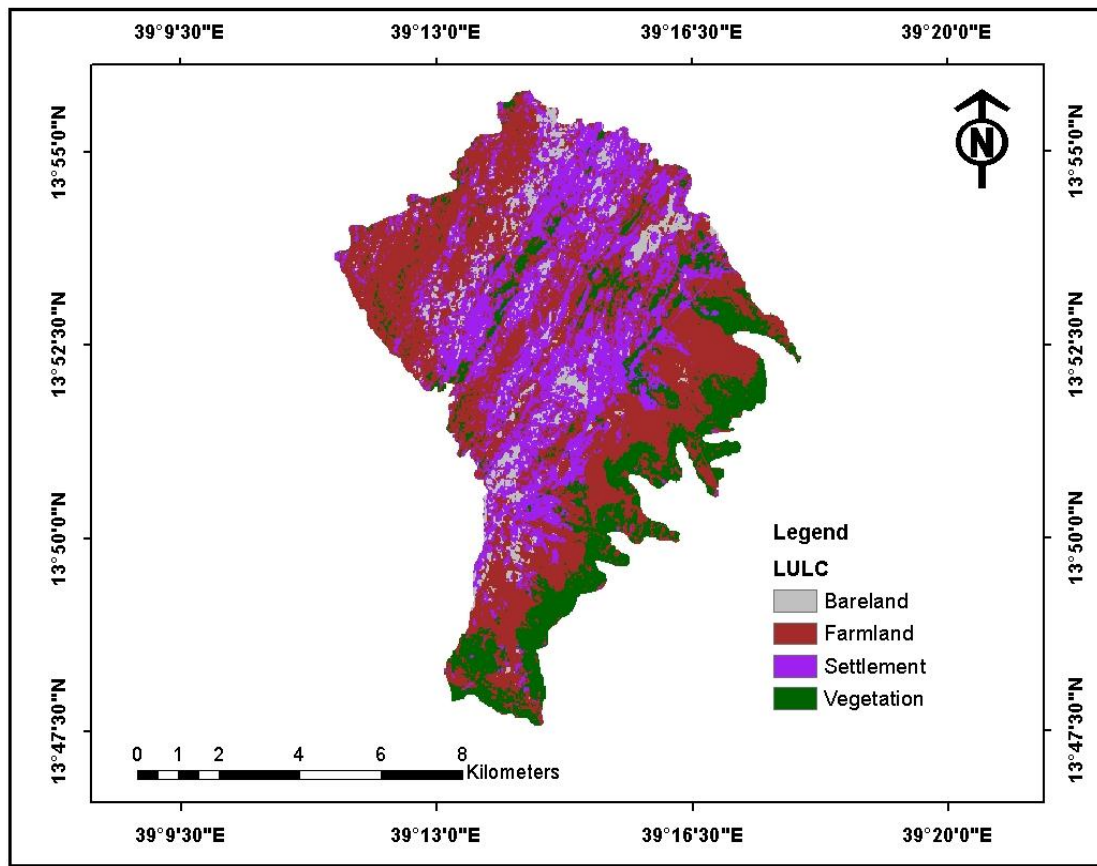 39°9'30"E 39°13'0"E 39°16'30"E 39°20'0"E
N
13°55'0"N 13°55'0"N
13°52'30"N 13°52'30"N
13°50'0"N 13°50'0"N
13°47'30"N 13°47'30"N
Legend
LULC
Bareland
Farmland
Settlement
Vegetation
0 1 2 4 6 8
Kilometers
39°9'30"E 39°13'0"E 39°16'30"E 39°20'0"E